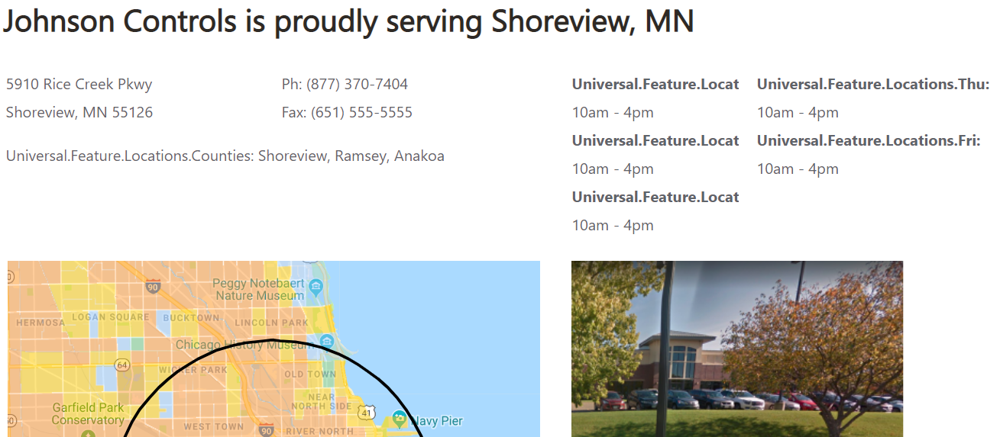 Johnson Controls is proudly serving Shoreview, MN
5910 Rice Creek Pkwy
Shoreview, MN 55126
Ph: (877) 370-7404
Fax: (651) 555-5555
Universal.Feature.Locations.Counties: Shoreview, Ramsey, Anakoa
Universal.Feature.Locat
10am - 4pm
Universal.Feature.Locat
10am - 4pm
Universal.Feature.Locat
10am - 4pm
Universal.Feature.Locations.Thu:
10am - 4pm
Universal.Feature.Locations.Fri:
10am - 4pm
90
Peggy Notebaert
Nature Museum
HERMOSA
LOGAN SQUARE
BUCKTOWN
LINCOLN PARK
Chicago History Museum
64
WICKER PARK
OLD TOWN
NEAR
NORTH SIDE
41
Garfield Park
Conservatory
50
WEST TOWN
90
RIVER NORTH
Navy Pier